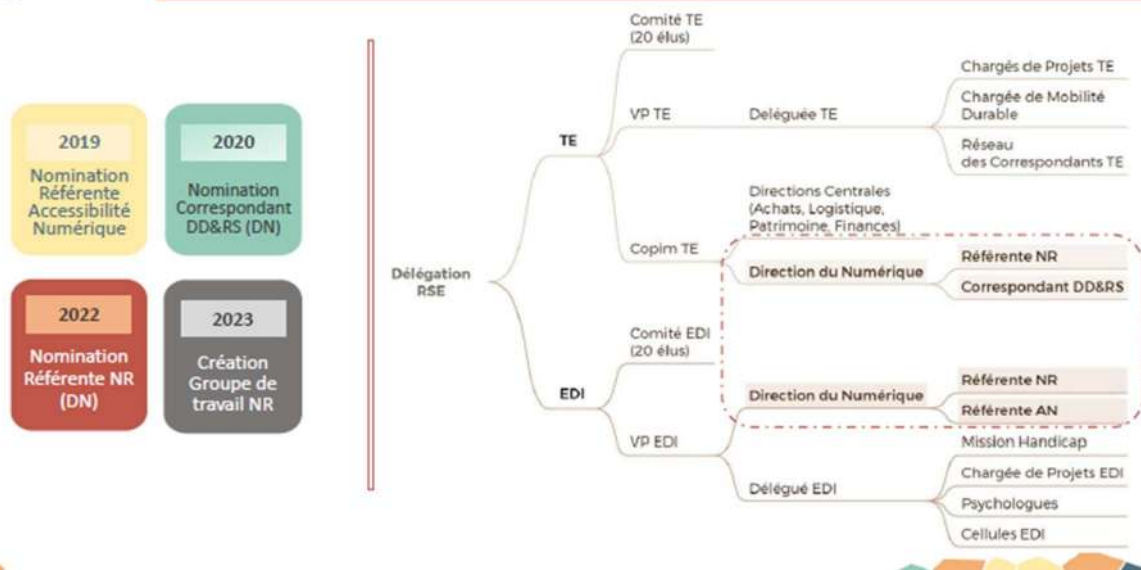 2019
Nomination
Référente
Accessibilité
Numérique
2020
Nomination
Correspondant
DD&RS (DN)
2022
Nomination
Référente NR
(DN)
2023
Création
Groupe de
travail NR
Délégation
RSE
TE
Comité TE
(20 élus)
VP TE
Deleguée TE
Chargés de Projets TE
Chargée de Mobilité
Durable
Réseau
des Correspondants TE
Copim TE
Directions Centrales
(Achats, Logistique,
Patrimoine, Finances)
Direction du Numérique
Référente NR
Correspondant DD&RS
EDI
Comité EDI
(20 élus)
VP EDI
Direction du Numérique
Référente NR
Référente AN
Délégué EDI
Mission Handicap
Chargée de Projets EDI
Psychologues
Cellules EDI